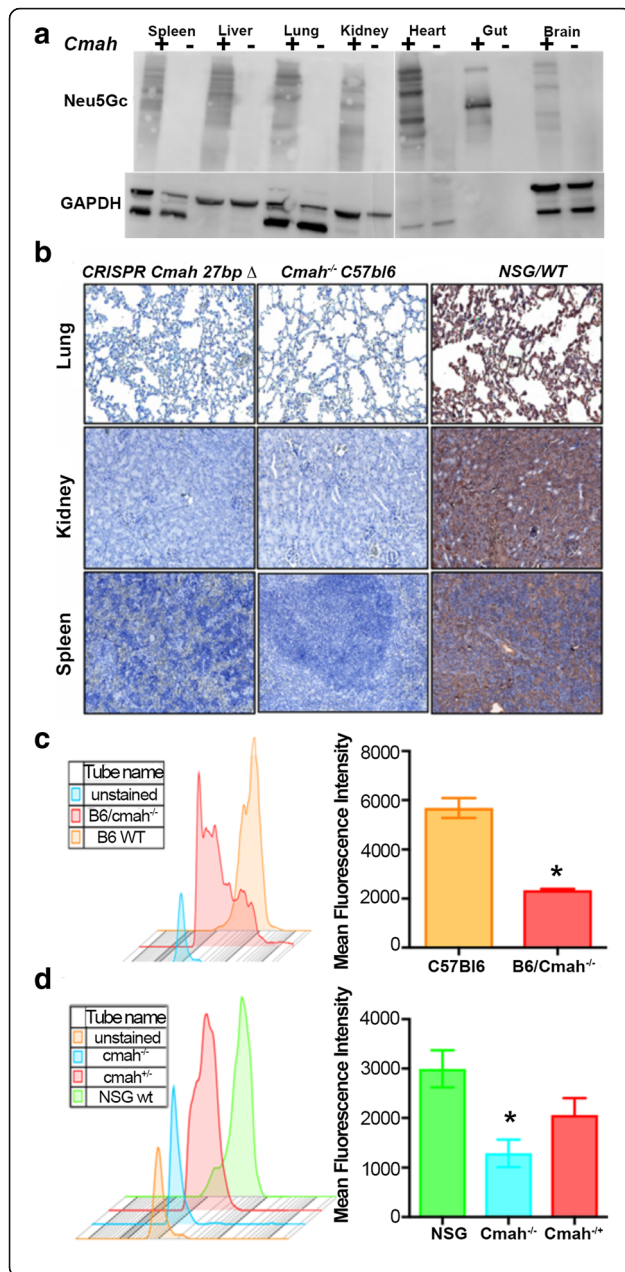 a
Spleen Liver Lung Kidney Heart Gut Brain
Cmah + - + - + - + - + - + - + -
Neu5Gc
GAPDH
b
CRISPR Cmah 27bp Δ Cmah-/- C57bl6 NSG/WT
Lung
Kidney
Spleen
c
Tube name
unstained
B6/cmah-/-
B6 WT
Mean Fluorescence Intensity
8000
6000
4000
2000
0
*
C57Bl6 B6/Cmah-/-
d
Tube name
unstained
cmah-/-
cmah+/-
NSG wt
Mean Fluorescence Intensity
4000
3000
2000
1000
0
*
NSG Cmah-/- Cmah-/+